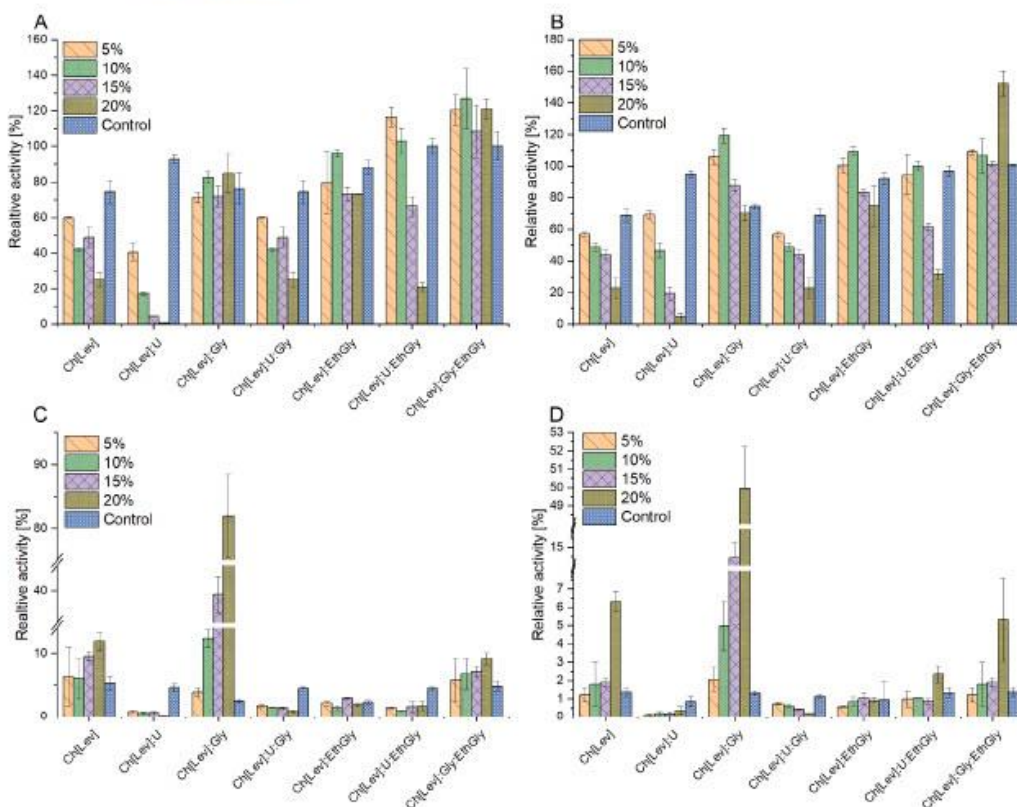 A
Realtive activity [%]
160
140
120
100
80
60
40
20
0
5%
10%
15%
20%
Control
Ch[Lev]
Ch[Lev]:U
Ch[Lev]:Gly
Ch[Lev]:U:Gly
Ch[Lev]:EthGly
Ch[Lev]:U:EthGly
Ch[Lev]:Gly:EthGly
B
Relative activity [%]
180
160
140
120
100
80
60
40
20
0
5%
10%
15%
20%
Control
Ch[Lev]
Ch[Lev]:U
Ch[Lev]:Gly
Ch[Lev]:U:Gly
Ch[Lev]:EthGly
Ch[Lev]:U:EthGly
Ch[Lev]:Gly:EthGly
C
Realtive activity [%]
90
80
40
10
0
5%
10%
15%
20%
Control
Ch[Lev]
Ch[Lev]:U
Ch[Lev]:Gly
Ch[Lev]:U:Gly
Ch[Lev]:EthGly
Ch[Lev]:U:EthGly
Ch[Lev]:Gly:EthGly
D
Relative activity [%]
53
52
51
50
49
15
7
6
5
4
3
2
1
0
5%
10%
15%
20%
Control
Ch[Lev]
Ch[Lev]:U
Ch[Lev]:Gly
Ch[Lev]:U:Gly
Ch[Lev]:EthGly
Ch[Lev]:U:EthGly
Ch[Lev]:Gly:EthGly